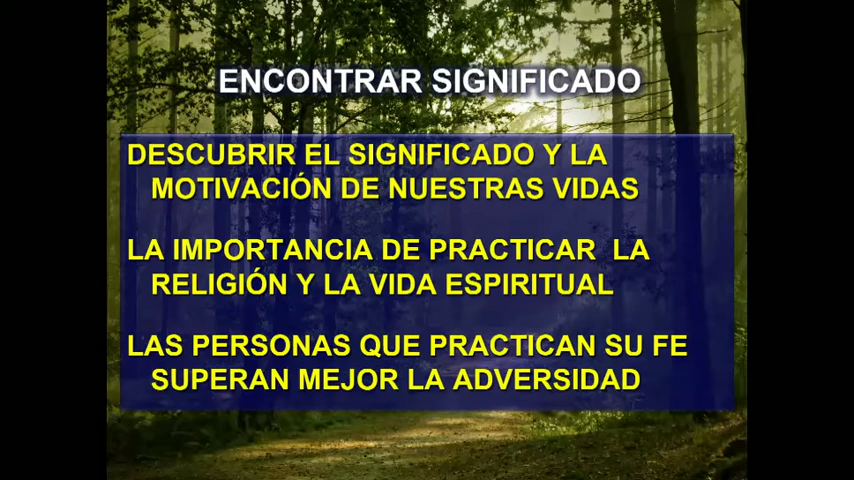 ENCONTRAR SIGNIFICADO
DESCUBRIR EL SIGNIFICADO Y LA
MOTIVACIÓN DE NUESTRAS VIDAS
LA IMPORTANCIA DE PRACTICAR LA
RELIGIÓN Y LA VIDA ESPIRITUAL
LAS PERSONAS QUE PRACTICAN SU FE
SUPERAN MEJOR LA ADVERSIDAD